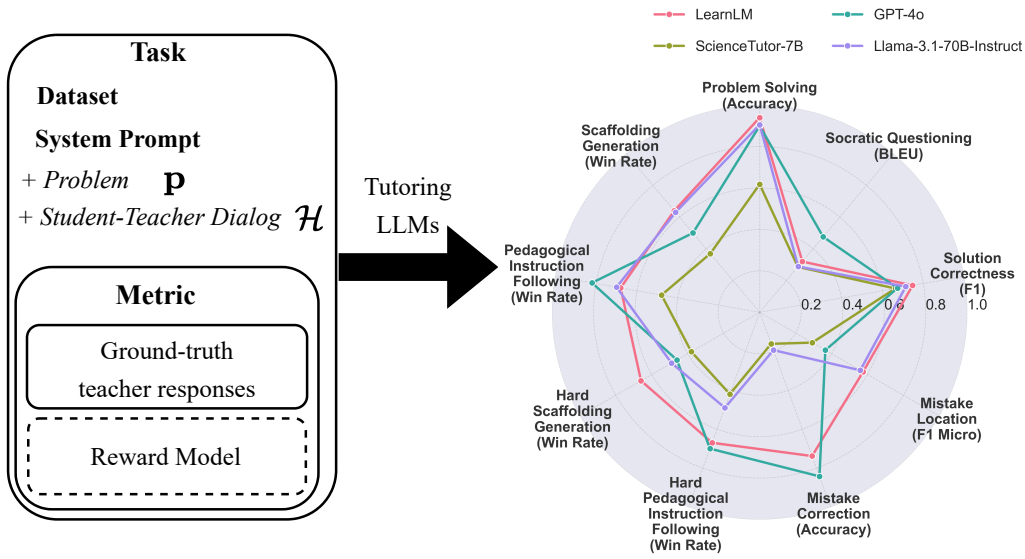 Task
Dataset
System Prompt
+ Problem p
+ Student-Teacher Dialog ℋ
Metric
Ground-truth
teacher responses
Reward Model
Tutoring
LLMs
LearnLM
ScienceTutor-7B
GPT-4o
Llama-3.1-70B-Instruct
Problem Solving
(Accuracy)
Socratic Questioning
(BLEU)
Solution
Correctness
(F1)
Mistake
Location
(F1 Micro)
Mistake
Correction
(Accuracy)
Hard
Pedagogical
Instruction
Following
(Win Rate)
Hard
Scaffolding
Generation
(Win Rate)
Pedagogical
Instruction
Following
(Win Rate)
Scaffolding
Generation
(Win Rate)
0.2 0.4 0.6 0.8 1.0